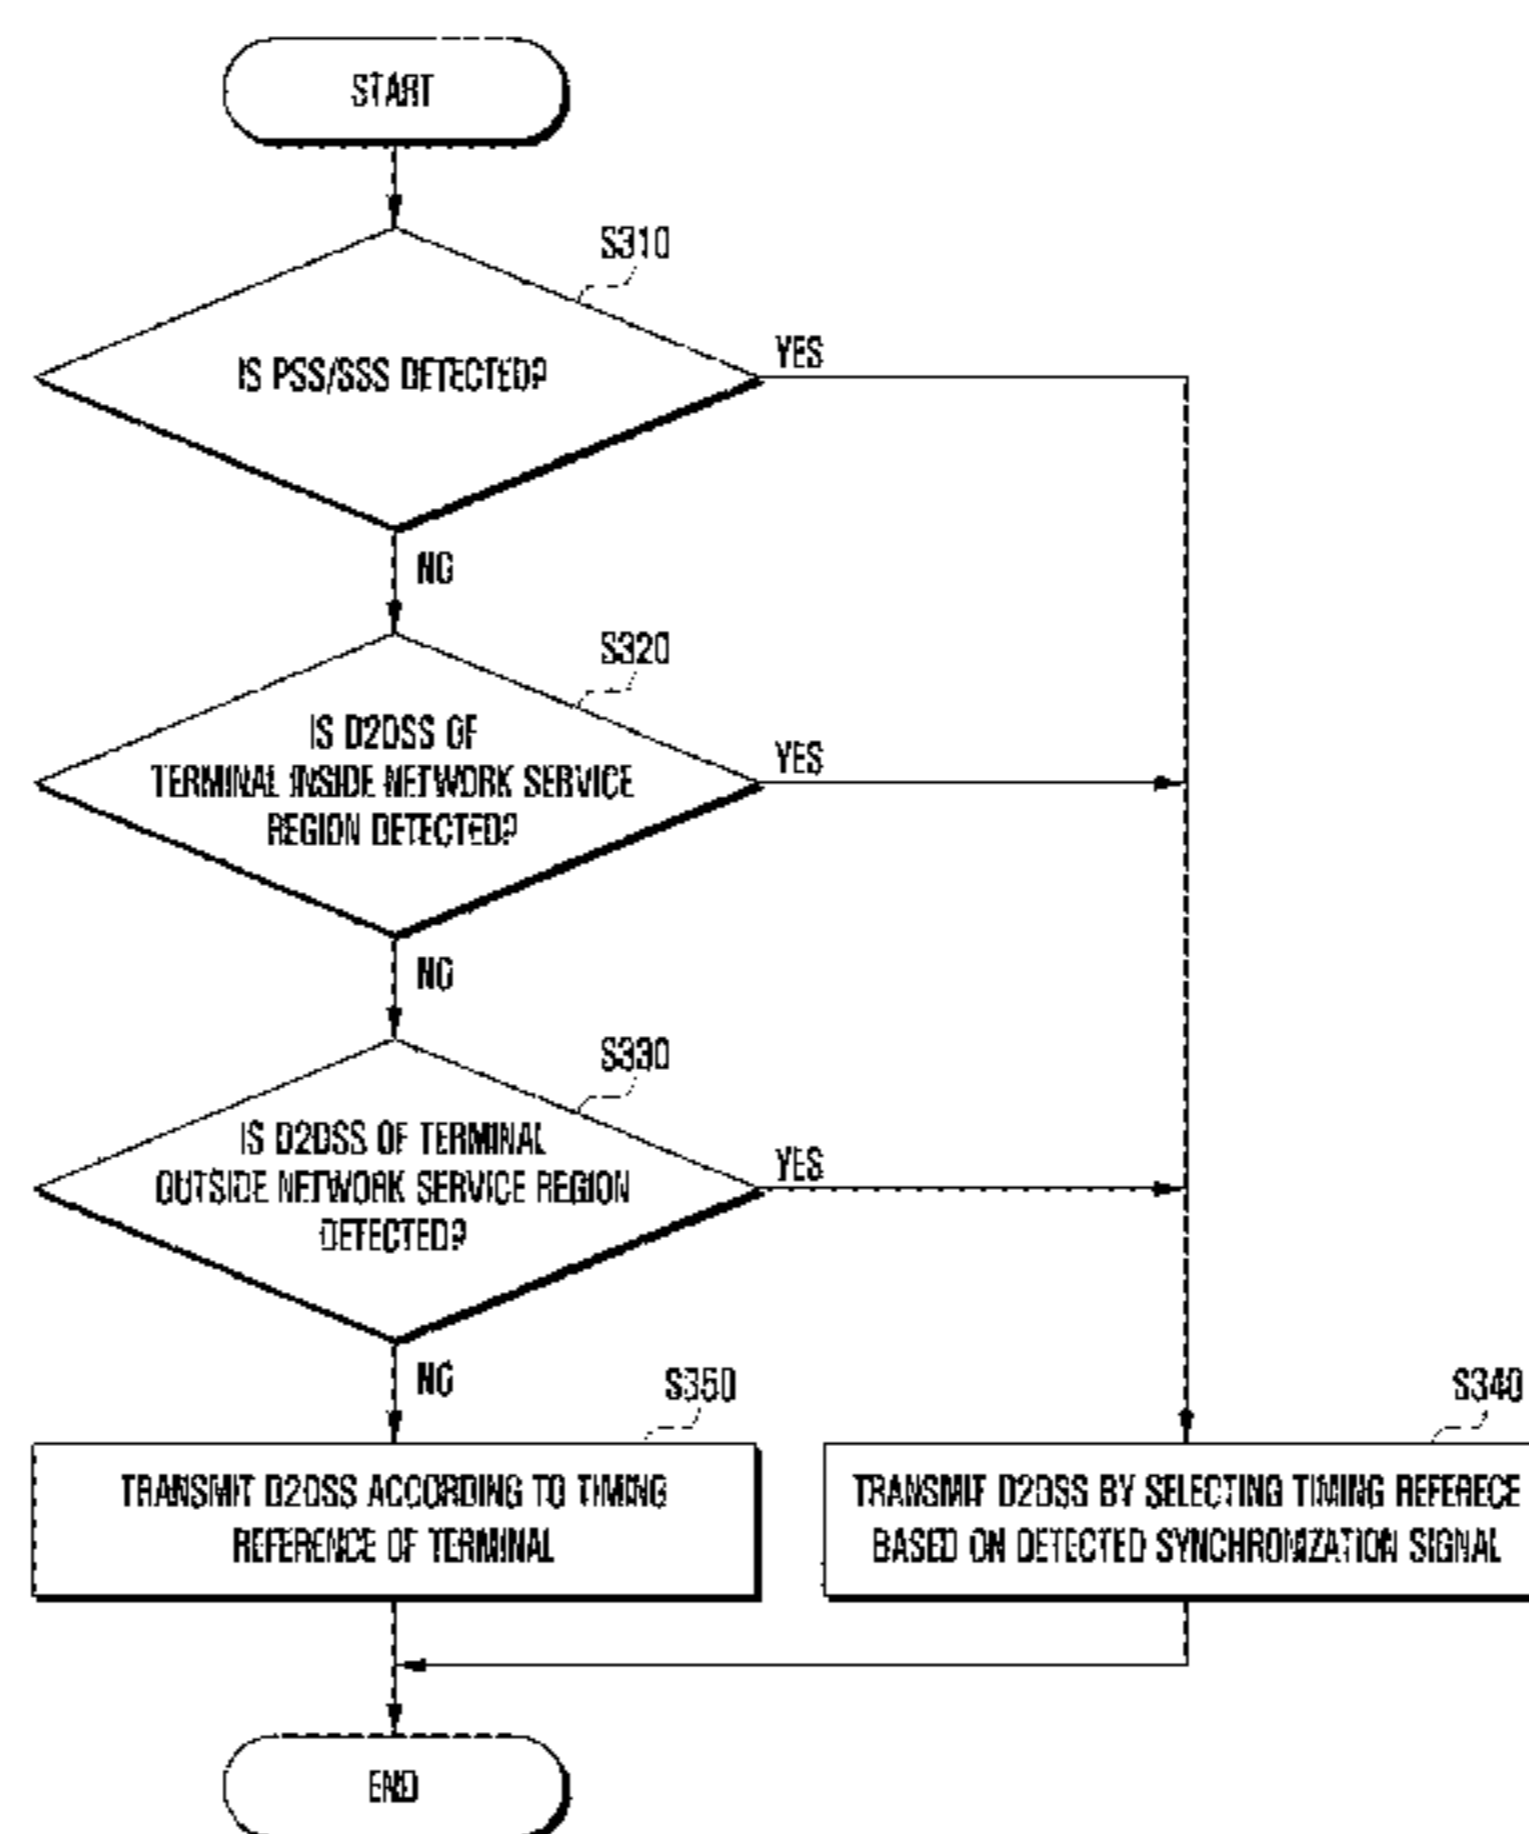 START
S310
IS PSS/SSS DETECTED?
YES
NO
S320
IS D2DSS OF
TERMINAL INSIDE NETWORK SERVICE
REGION DETECTED?
YES
NO
S330
IS D2DSS OF TERMINAL
OUTSIDE NETWORK SERVICE REGION
DETECTED?
YES
NO
S350
TRANSMIT D2DSS ACCORDING TO TIMING
REFERENCE OF TERMINAL
S340
TRANSMIT D2DSS BY SELECTING TIMING REFERECE
BASED ON DETECTED SYNCHRONIZATION SIGNAL
END